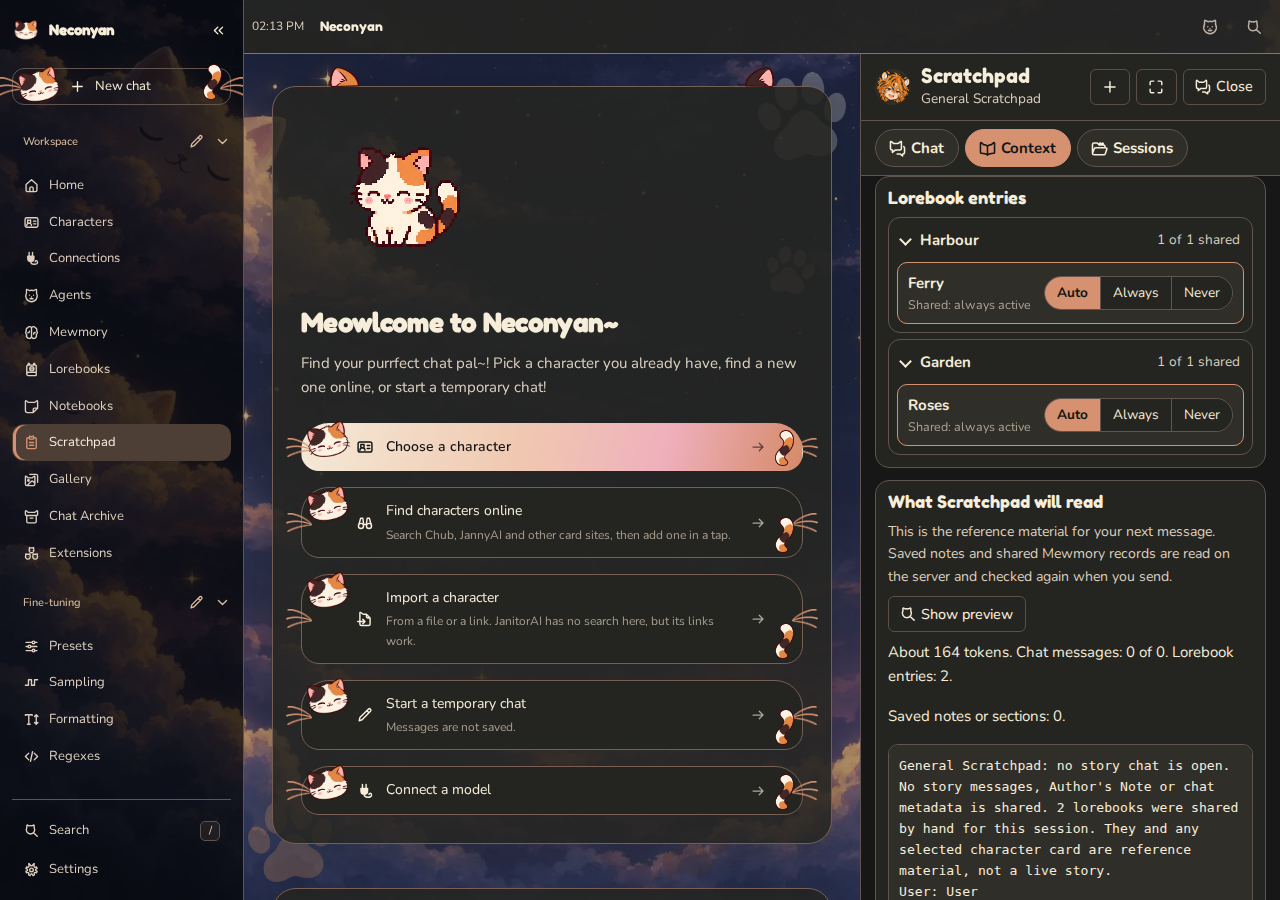 Neconyan
New chat
Workspace
Home
Characters
Connections
Agents
Mewmory
Lorebooks
Notebooks
Scratchpad
Gallery
Chat Archive
Extensions
Fine-tuning
Presets
Sampling
Formatting
Regexes
Search
/
Settings
02:13 PM
Neconyan
Meowlcome to Neconyan~
Find your purrfect chat pal~! Pick a character you already have, find a new
one online, or start a temporary chat!
Choose a character
Find characters online
Search Chub, JannyAI and other card sites, then add one in a tap.
Import a character
From a file or a link. JanitorAI has no search here, but its links
work.
Start a temporary chat
Messages are not saved.
Connect a model
Scratchpad
General Scratchpad
Close
Chat
Context
Sessions
Lorebook entries
Harbour
1 of 1 shared
Ferry
Shared: always active
Auto
Always
Never
Garden
1 of 1 shared
Roses
Shared: always active
Auto
Always
Never
What Scratchpad will read
This is the reference material for your next message.
Saved notes and shared Mewmory records are read on
the server and checked again when you send.
Show preview
About 164 tokens. Chat messages: 0 of 0. Lorebook
entries: 2.
Saved notes or sections: 0.
General Scratchpad: no story chat is open.
No story messages, Author's Note or chat
metadata is shared. 2 lorebooks were shared
by hand for this session. They and any
selected character card are reference
material, not a live story.
User: User